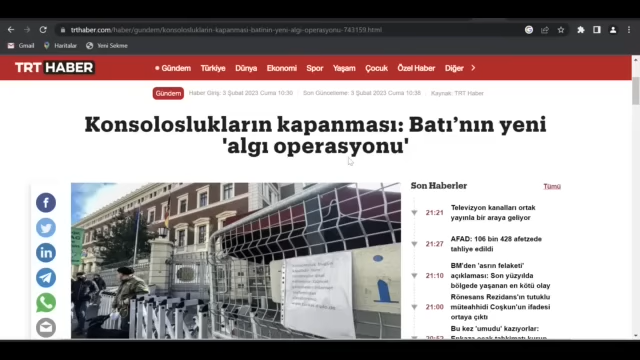 trthaber.com/haber/gundem/konsolosluklarin-kapanmasi-batinin-yeni-algi-operasyonu-743159.html
Gmail Haritalar Yeni Sekme
TRT HABER
Gündem Türkiye Dünya Ekonomi Spor Yaşam Çocuk Özel Haber Diğer
Gündem Haber Giriş: 3 Şubat 2023 Cuma 10:35 Son Güncelleme: 3 Şubat 2023 Cuma 10:38 Kaynak: TRT Haber
Konsoloslukların kapanması: Batı’nın yeni
'algı operasyonu'
Son Haberler Tümü
21:21 Televizyon kanalları ortak
yayınla bir araya geliyor
21:27 AFAD: 106 bin 428 afetzede
tahliye edildi
21:10 BM'den "asrın felaketi"
açıklaması: Son yüzyılda
bölgede yaşanan en kötü olay
21:00 Rönesans Rezidans'ın tutuklu
müteahhidi Coşkun'un ifadesi
ortaya çıktı
20:52 Bu kez 'umudu' kazıyorlar: